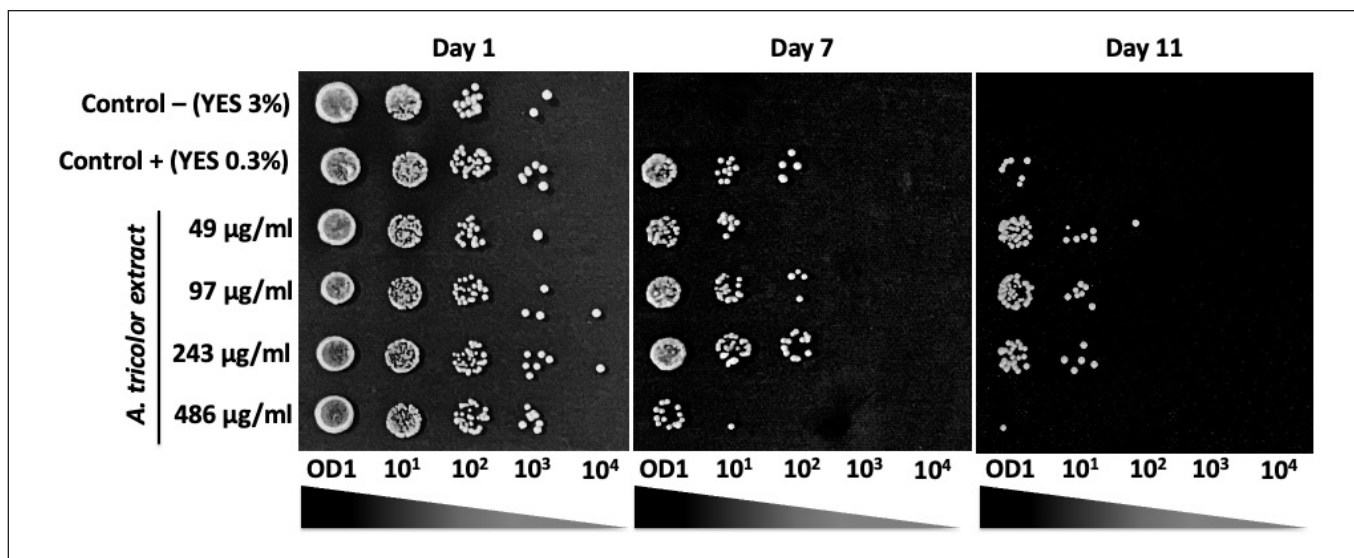 Day 1 Day 7 Day 11
Control – (YES 3%)
Control + (YES 0.3%)
A. tricolor extract
49 µg/ml
97 µg/ml
243 µg/ml
486 µg/ml
OD1 10¹ 10² 10³ 10⁴ OD1 10¹ 10² 10³ 10⁴ OD1 10¹ 10² 10³ 10⁴